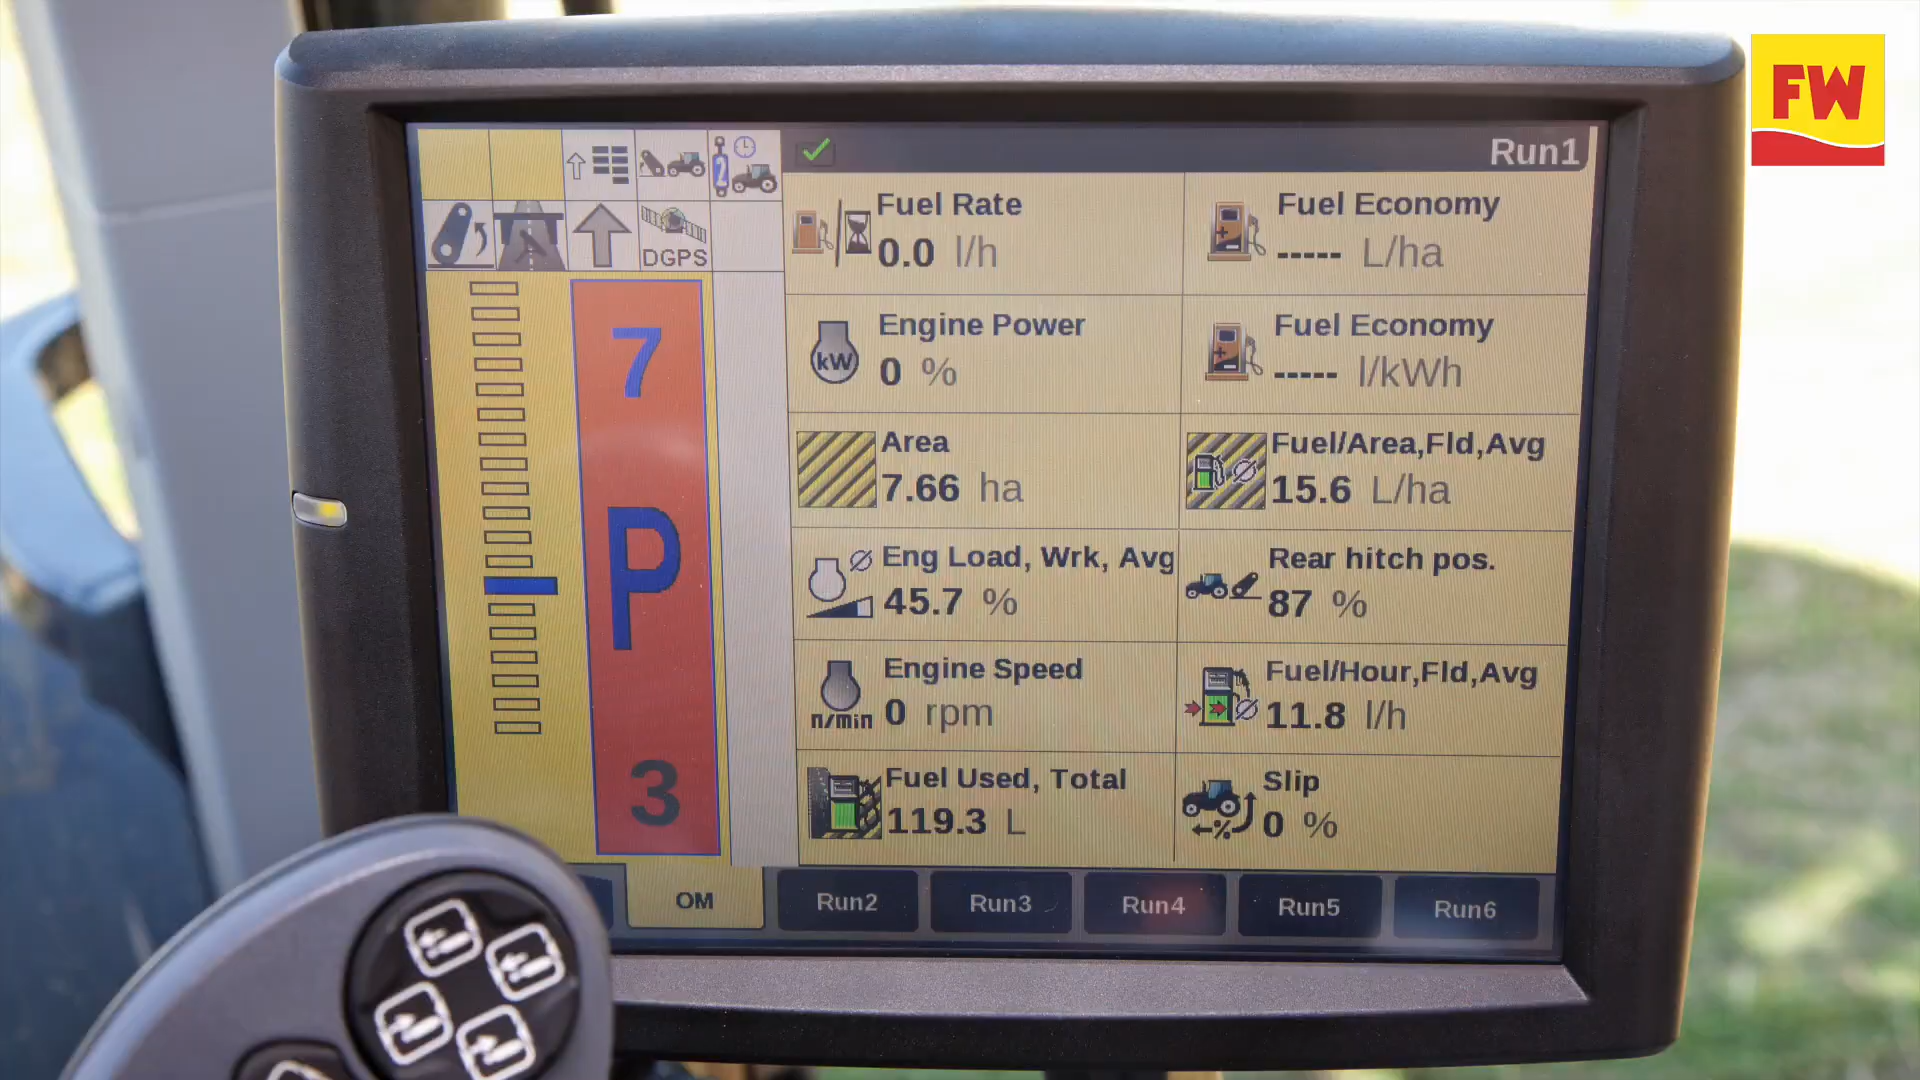 FW
Run1
2
DGPS
Fuel Rate
0.0 l/h
Fuel Economy
----- L/ha
kW
Engine Power
0 %
Fuel Economy
----- l/kWh
Area
7.66 ha
Fuel/Area,Fld,Avg
15.6 L/ha
Eng Load, Wrk, Avg
45.7 %
Rear hitch pos.
87 %
n/min
Engine Speed
0 rpm
Fuel/Hour,Fld,Avg
11.8 l/h
Fuel Used, Total
119.3 L
Slip
%
0 %
7
P
3
OM
Run2
Run3
Run4
Run5
Run6